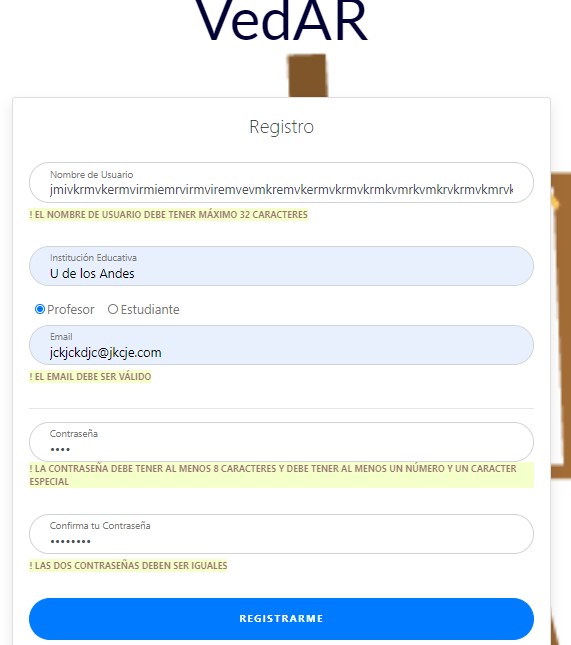 VedAR
Registro
Nombre de Usuario
jmivkrmvkermvirmiemrvirmviremvevmkremvkermvkrmvkrmkvmrkvmkrvkrmvkmrvk
! EL NOMBRE DE USUARIO DEBE TENER MÁXIMO 32 CARACTERES
Institución Educativa
U de los Andes
Profesor Estudiante
Email
jckjckdjc@jkcje.com
! EL EMAIL DEBE SER VÁLIDO
Contraseña
••••
! LA CONTRASEÑA DEBE TENER AL MENOS 8 CARACTERES Y DEBE TENER AL MENOS UN NÚMERO Y UN CARACTER
ESPECIAL
Confirma tu Contraseña
••••••••
! LAS DOS CONTRASEÑAS DEBEN SER IGUALES
REGISTRARME